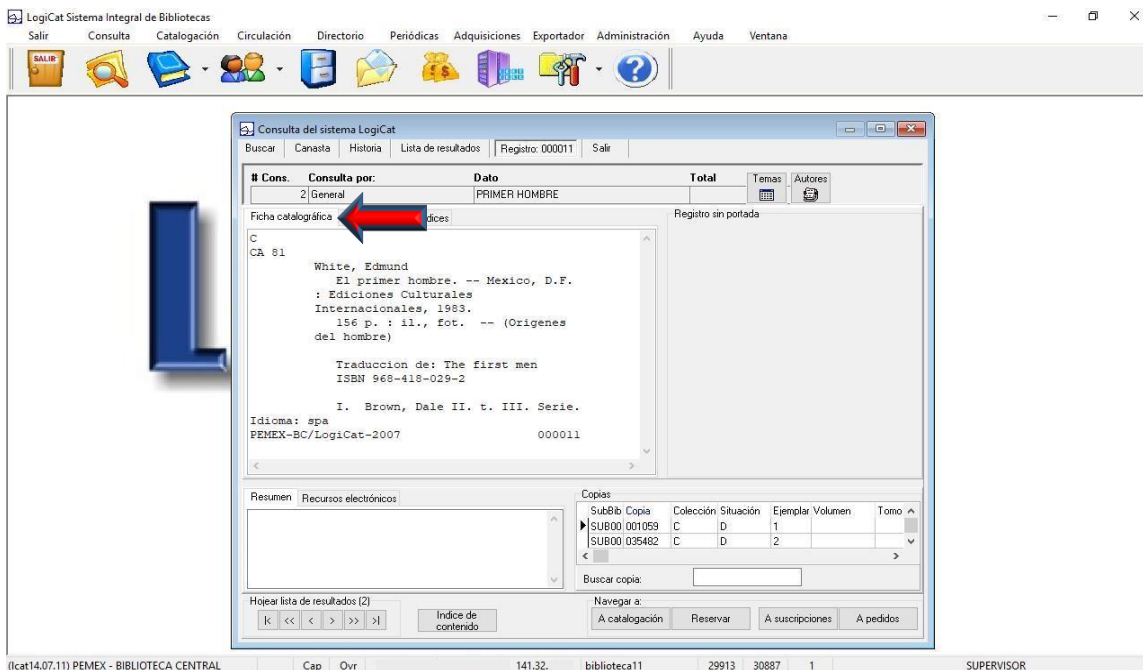 LogiCat Sistema Integral de Bibliotecas
Salir Consulta Catalogación Circulación Directorio Periódicas Adquisiciones Exportador Administración Ayuda Ventana
SALIR
L
Consulta del sistema LogiCat
Buscar Canasta Historia Lista de resultados Registro: 000011 Salir
# Cons. Consulta por: Dato Total Temas Autores
2 General PRIMER HOMBRE
Ficha catalográfica dices Registro sin portada
C
CA 81
White, Edmund
El primer hombre. -- Mexico, D.F.
: Ediciones Culturales
Internacionales, 1983.
156 p. : il., fot. -- (Origenes
del hombre)
Traduccion de: The first men
ISBN 968-418-029-2
I. Brown, Dale II. t. III. Serie.
Idioma: spa
PEMEX-BC/LogiCat-2007 000011
Resumen Recursos electrónicos
Copias
SubBib Copia Colección Situación Ejemplar Volumen Tomo
SUB00 001059 C D 1
SUB00 035482 C D 2
Buscar copia:
Hojear lista de resultados (2)
|< << < > >> >|
Indice de
contenido
Navegar a:
A catalogación Reservar A suscripciones A pedidos
(lcat14.07.11) PEMEX - BIBLIOTECA CENTRAL Cap Ovr 141.32. biblioteca11 29913 30887 1 SUPERVISOR